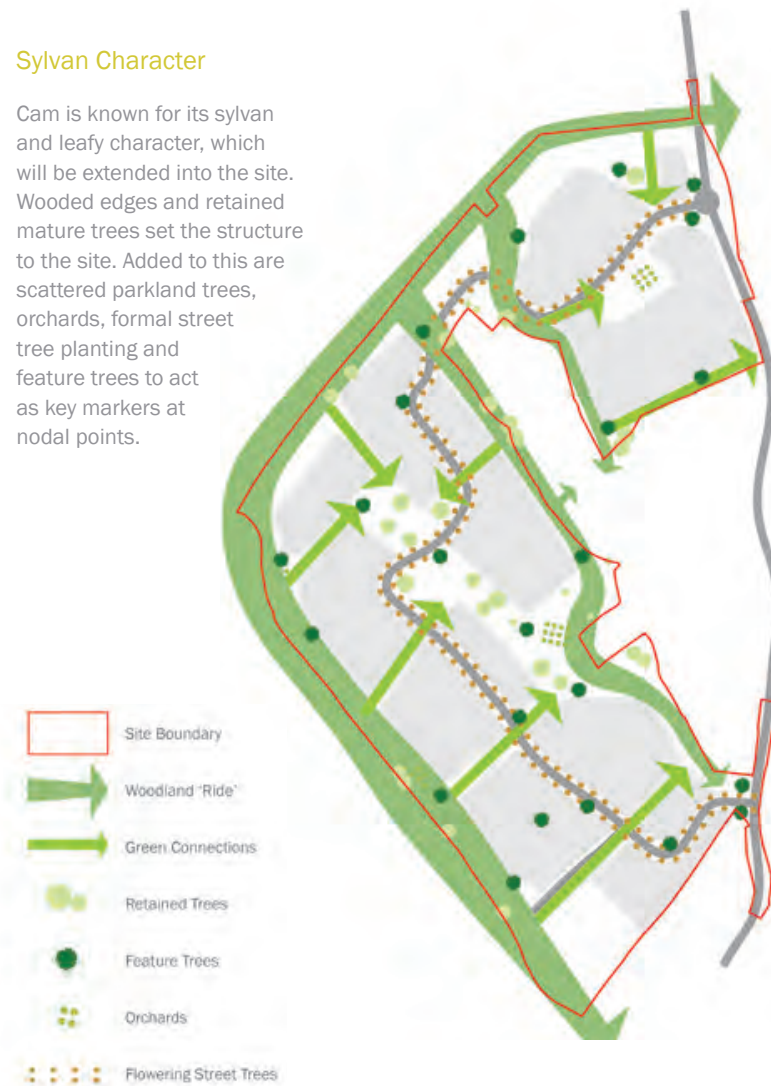 Sylvan Character
Cam is known for its sylvan
and leafy character, which
will be extended into the site.
Wooded edges and retained
mature trees set the structure
to the site. Added to this are
scattered parkland trees,
orchards, formal street
tree planting and
feature trees to act
as key markers at
nodal points.
Site Boundary
Woodland ‘Ride’
Green Connections
Retained Trees
Feature Trees
Orchards
Flowering Street Trees